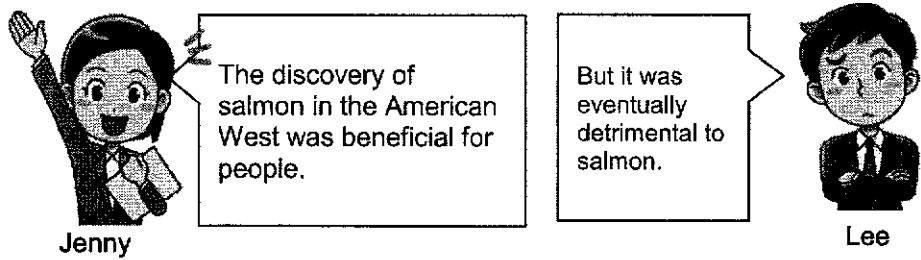 The discovery of
salmon in the American
West was beneficial for
people.
But it was
eventually
detrimental to
salmon.
Jenny
Lee